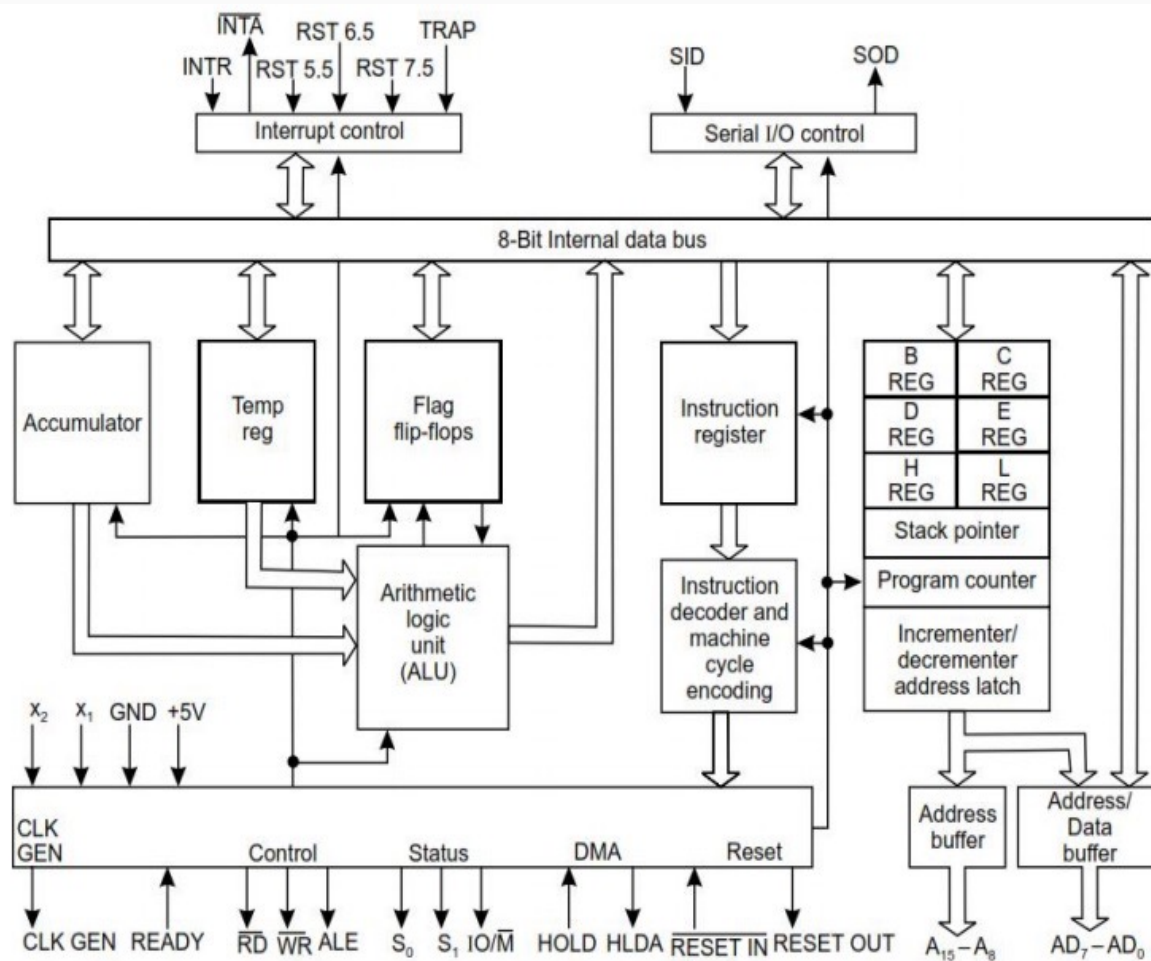 INTA̅
RST 6.5
TRAP
INTR
RST 5.5
RST 7.5
SID
SOD
Interrupt control
Serial I/O control
8-Bit Internal data bus
Accumulator
Temp
reg
Flag
flip-flops
Instruction
register
B
REG
C
REG
D
REG
E
REG
H
REG
L
REG
Stack pointer
Program counter
Incrementer/
decrementer
address latch
Arithmetic
logic
unit
(ALU)
Instruction
decoder and
machine
cycle
encoding
X₂
X₁
GND
+5V
CLK
GEN
Control
Status
DMA
Reset
Address
buffer
Address/
Data
buffer
CLK GEN
READY
R̅D̅
W̅R̅
ALE
S₀
S₁
IO/M̅
HOLD
HLDA
R̅E̅S̅E̅T̅ I̅N̅
RESET OUT
A₁₅–A₈
AD₇–AD₀